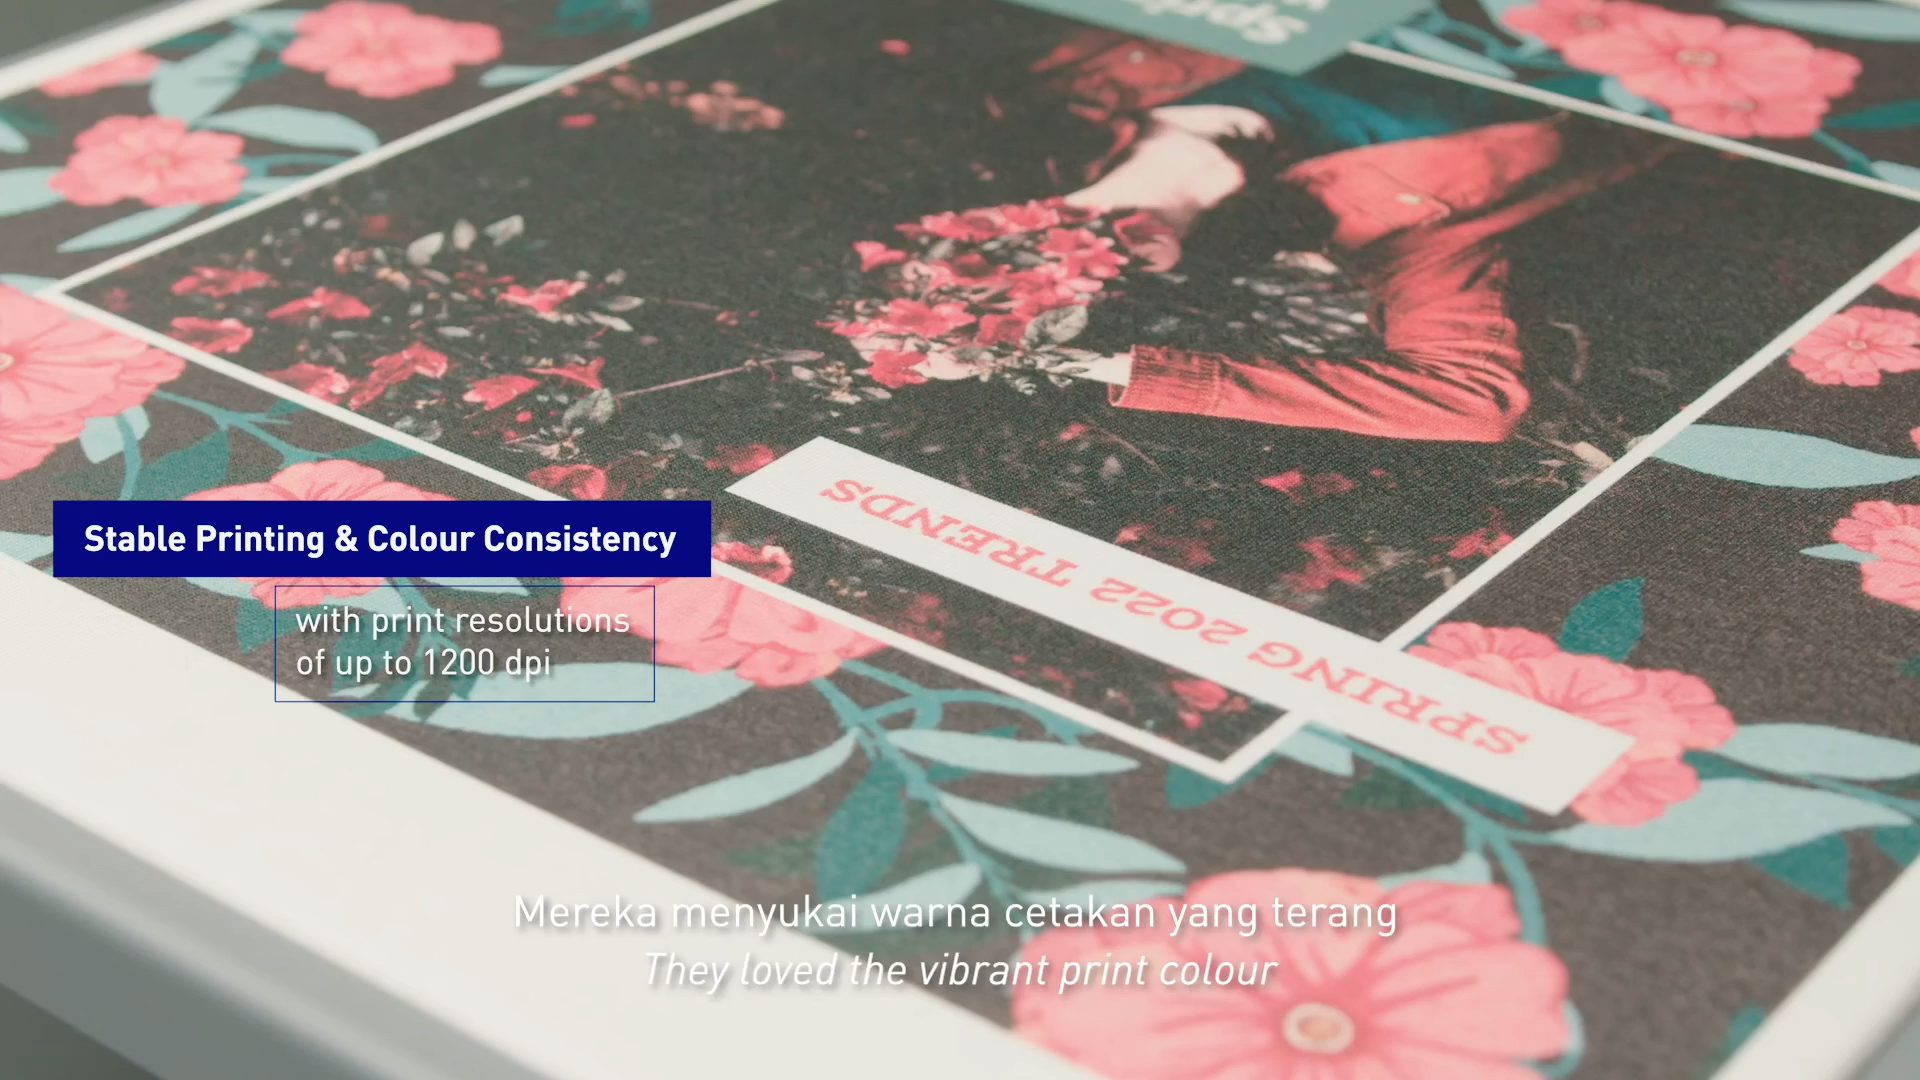 Spring
SPRING 2022 TRENDS
Stable Printing & Colour Consistency
with print resolutions
of up to 1200 dpi
Mereka menyukai warna cetakan yang terang
They loved the vibrant print colour